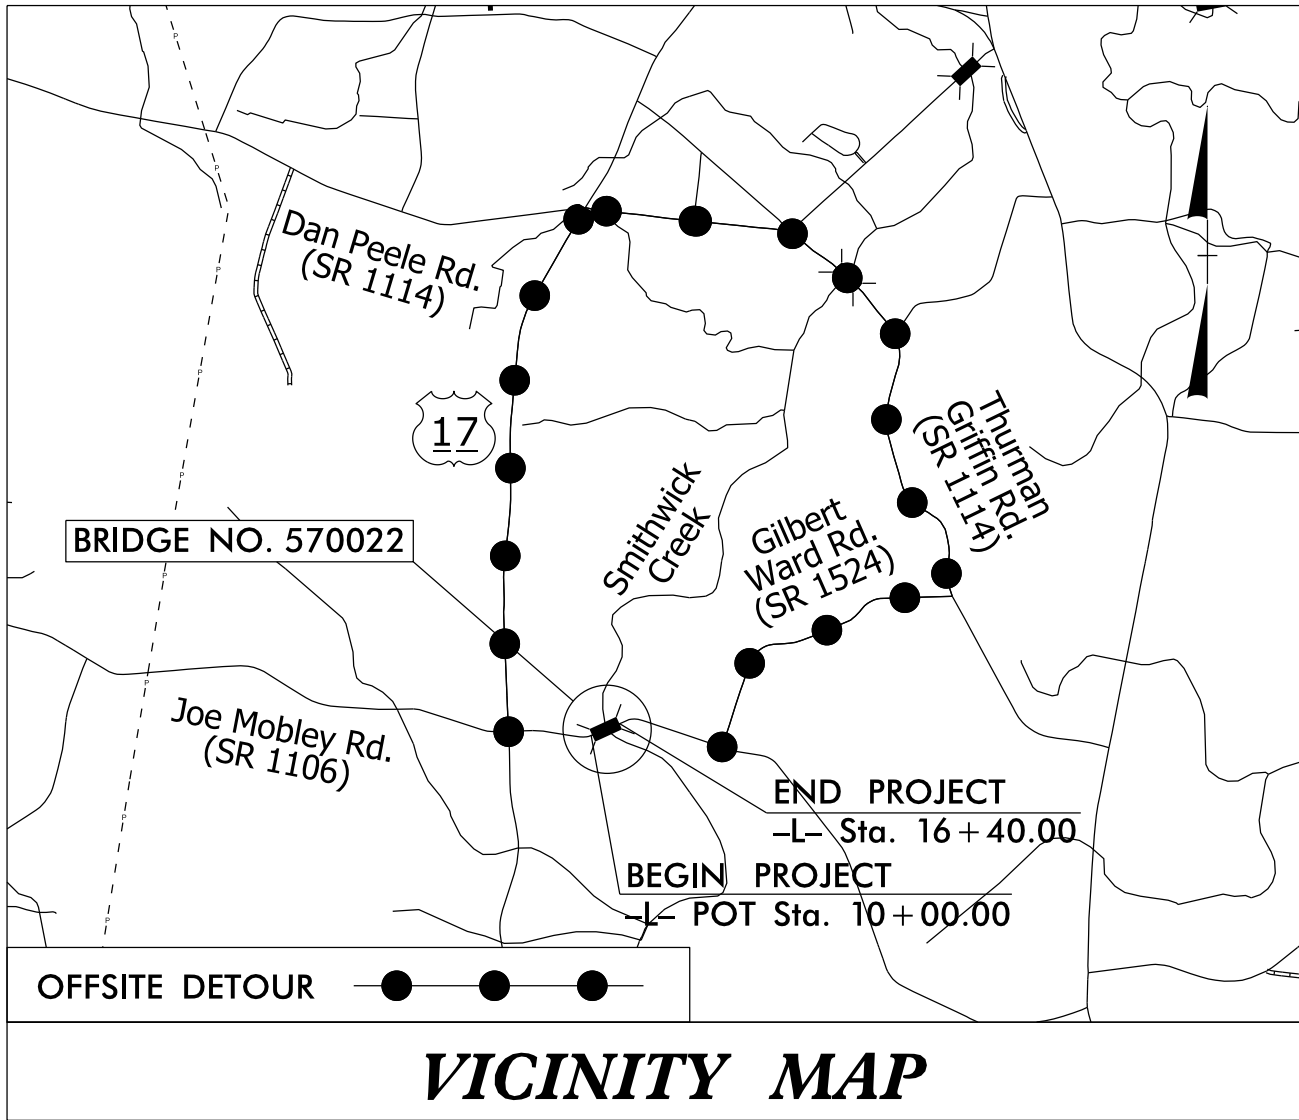 Dan Peele Rd.
(SR 1114)
17
Thurman
Griffin Rd.
(SR 1114)
Smithwick
Creek
Gilbert
Ward Rd.
(SR 1524)
BRIDGE NO. 570022
Joe Mobley Rd.
(SR 1106)
END PROJECT
-L- Sta. 16+40.00
BEGIN PROJECT
-L- POT Sta. 10+00.00
OFFSITE DETOUR
VICINITY MAP
P
P
P
P
P
P
P
P
P